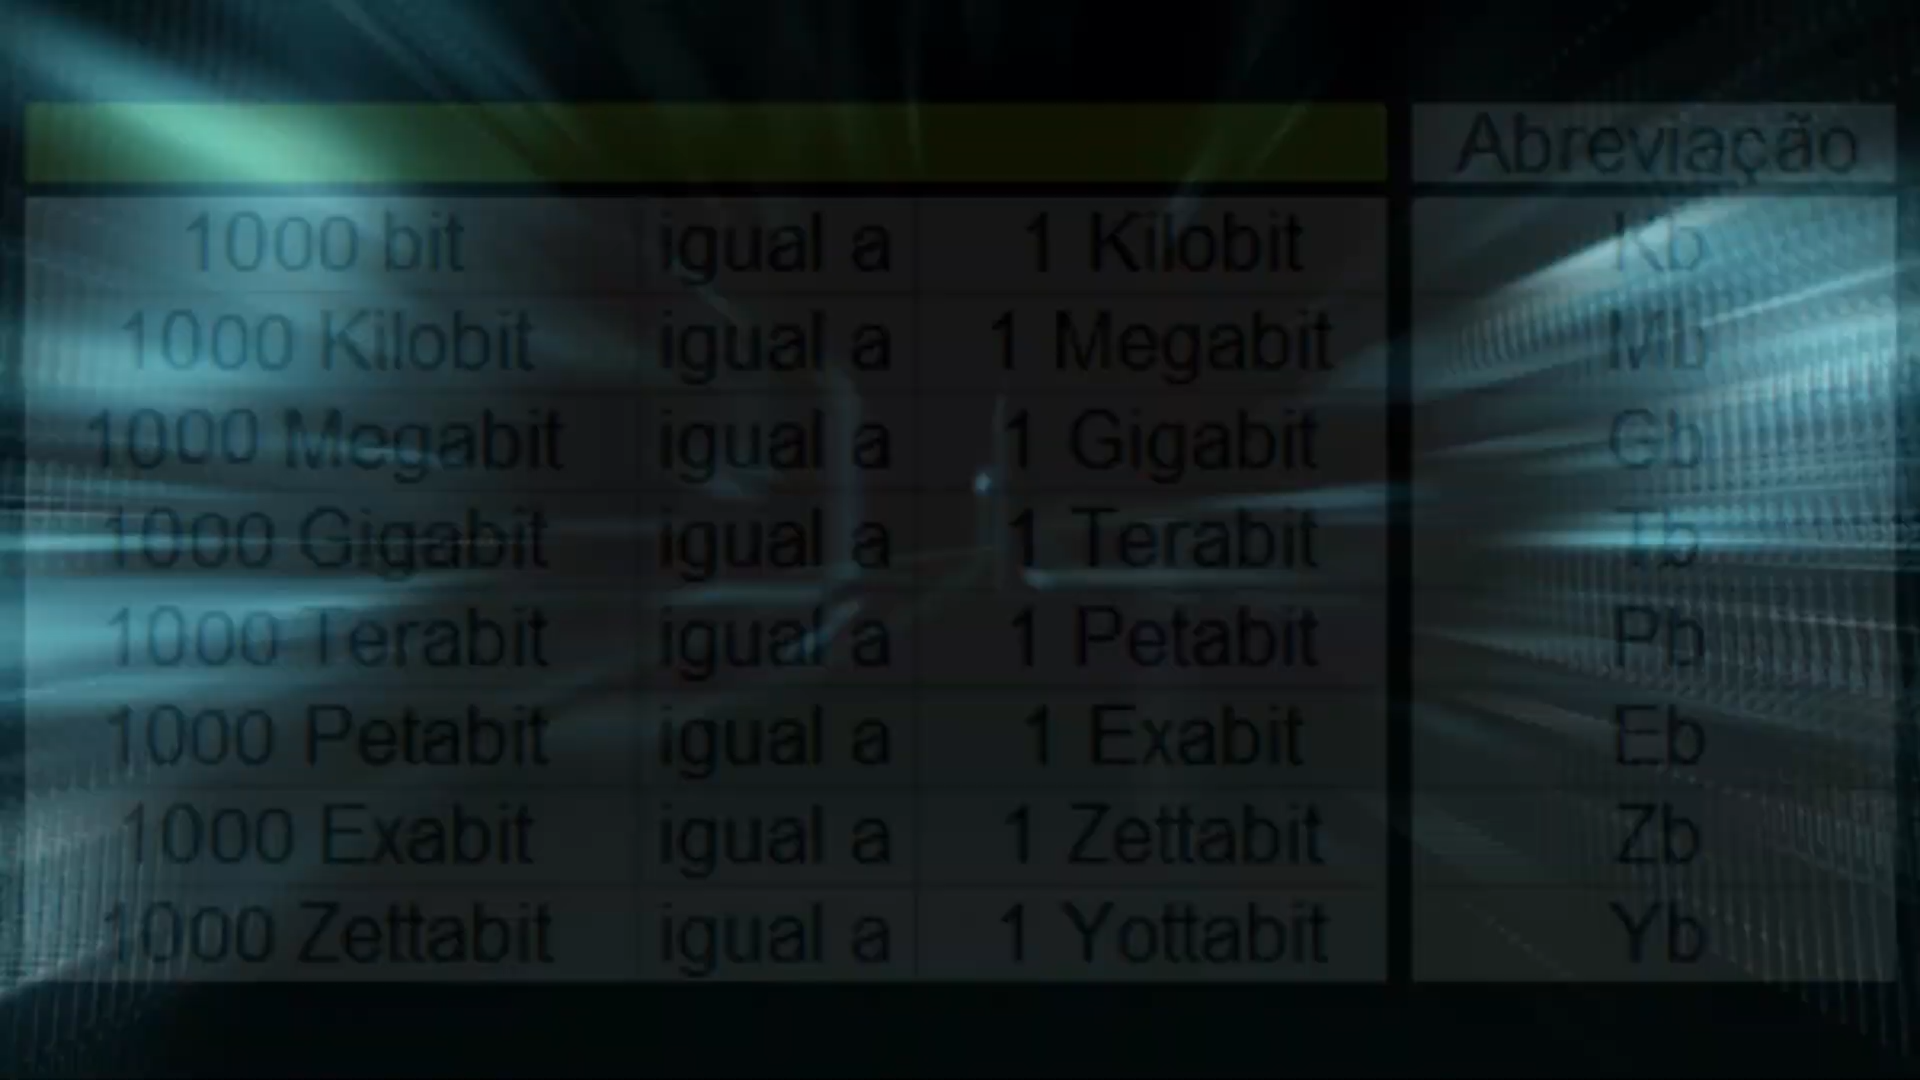 Abreviação
1000 bit igual a 1 Kilobit Kb
1000 Kilobit igual a 1 Megabit Mb
1000 Megabit igual a 1 Gigabit Gb
1000 Gigabit igual a 1 Terabit Tb
1000 Terabit igual a 1 Petabit Pb
1000 Petabit igual a 1 Exabit Eb
1000 Exabit igual a 1 Zettabit Zb
1000 Zettabit igual a 1 Yottabit Yb